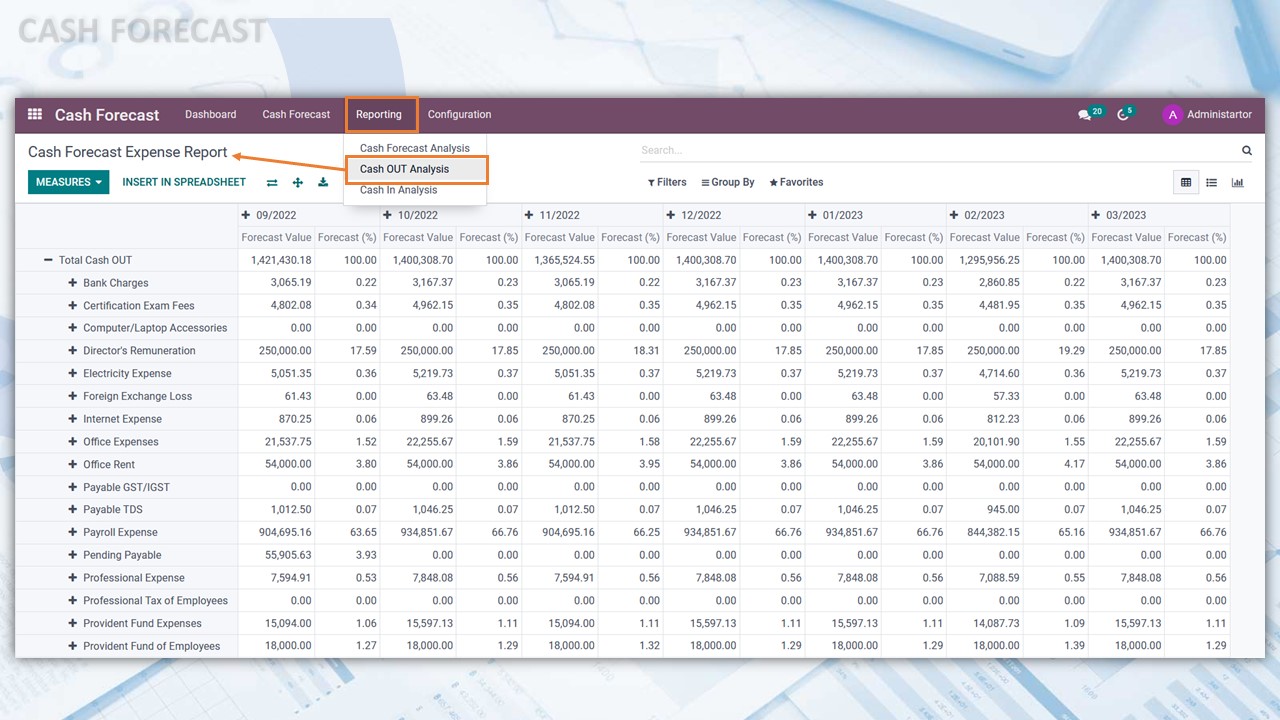 CASH FORECAST
Cash Forecast Dashboard Cash Forecast Reporting Configuration 20 5 A Administartor
Cash Forecast Expense Report
Cash Forecast Analysis
Cash OUT Analysis
Cash In Analysis
Search...
MEASURES INSERT IN SPREADSHEET Filters Group By Favorites
09/2022 10/2022 11/2022 12/2022 01/2023 02/2023 03/2023
Forecast Value Forecast (%) Forecast Value Forecast (%) Forecast Value Forecast (%) Forecast Value Forecast (%) Forecast Value Forecast (%) Forecast Value Forecast (%) Forecast Value Forecast (%)
Total Cash OUT 1,421,430.18 100.00 1,400,308.70 100.00 1,365,524.55 100.00 1,400,308.70 100.00 1,400,308.70 100.00 1,295,956.25 100.00 1,400,308.70 100.00
Bank Charges 3,065.19 0.22 3,167.37 0.23 3,065.19 0.22 3,167.37 0.23 3,167.37 0.23 2,860.85 0.22 3,167.37 0.23
Certification Exam Fees 4,802.08 0.34 4,962.15 0.35 4,802.08 0.35 4,962.15 0.35 4,962.15 0.35 4,481.95 0.35 4,962.15 0.35
Computer/Laptop Accessories 0.00 0.00 0.00 0.00 0.00 0.00 0.00 0.00 0.00 0.00 0.00 0.00 0.00 0.00
Director's Remuneration 250,000.00 17.59 250,000.00 17.85 250,000.00 18.31 250,000.00 17.85 250,000.00 17.85 250,000.00 19.29 250,000.00 17.85
Electricity Expense 5,051.35 0.36 5,219.73 0.37 5,051.35 0.37 5,219.73 0.37 5,219.73 0.37 4,714.60 0.36 5,219.73 0.37
Foreign Exchange Loss 61.43 0.00 63.48 0.00 61.43 0.00 63.48 0.00 63.48 0.00 57.33 0.00 63.48 0.00
Internet Expense 870.25 0.06 899.26 0.06 870.25 0.06 899.26 0.06 899.26 0.06 812.23 0.06 899.26 0.06
Office Expenses 21,537.75 1.52 22,255.67 1.59 21,537.75 1.58 22,255.67 1.59 22,255.67 1.59 20,101.90 1.55 22,255.67 1.59
Office Rent 54,000.00 3.80 54,000.00 3.86 54,000.00 3.95 54,000.00 3.86 54,000.00 3.86 54,000.00 4.17 54,000.00 3.86
Payable GST/IGST 0.00 0.00 0.00 0.00 0.00 0.00 0.00 0.00 0.00 0.00 0.00 0.00 0.00 0.00
Payable TDS 1,012.50 0.07 1,046.25 0.07 1,012.50 0.07 1,046.25 0.07 1,046.25 0.07 945.00 0.07 1,046.25 0.07
Payroll Expense 904,695.16 63.65 934,851.67 66.76 904,695.16 66.25 934,851.67 66.76 934,851.67 66.76 844,382.15 65.16 934,851.67 66.76
Pending Payable 55,905.63 3.93 0.00 0.00 0.00 0.00 0.00 0.00 0.00 0.00 0.00 0.00 0.00 0.00
Professional Expense 7,594.91 0.53 7,848.08 0.56 7,594.91 0.56 7,848.08 0.56 7,848.08 0.56 7,088.59 0.55 7,848.08 0.56
Professional Tax of Employees 0.00 0.00 0.00 0.00 0.00 0.00 0.00 0.00 0.00 0.00 0.00 0.00 0.00 0.00
Provident Fund Expenses 15,094.00 1.06 15,597.13 1.11 15,094.00 1.11 15,597.13 1.11 15,597.13 1.11 14,087.73 1.09 15,597.13 1.11
Provident Fund of Employees 18,000.00 1.27 18,000.00 1.29 18,000.00 1.32 18,000.00 1.29 18,000.00 1.29 18,000.00 1.39 18,000.00 1.29